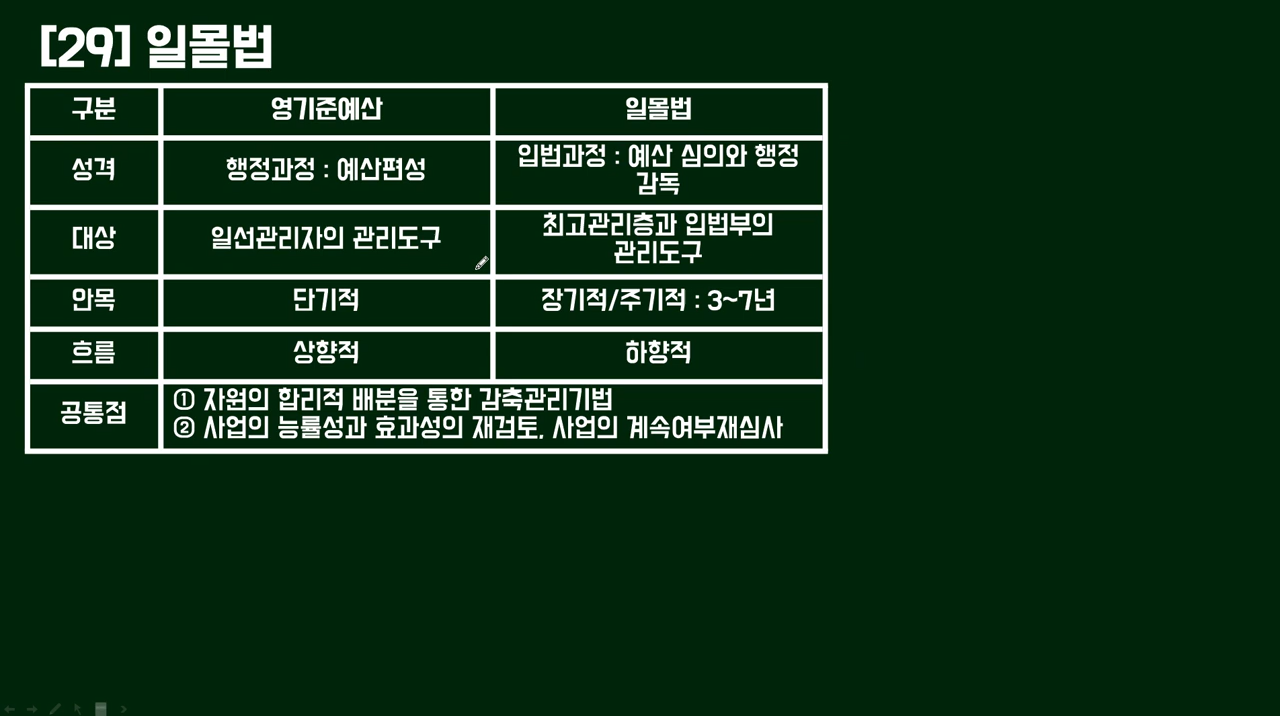 [29] 일몰법
구분 영기준예산 일몰법
성격 행정과정 : 예산편성 입법과정 : 예산 심의와 행정
감독
대상 일선관리자의 관리도구 최고관리층과 입법부의
관리도구
안목 단기적 장기적/주기적 : 3~7년
흐름 상향적 하향적
공통점 ① 자원의 합리적 배분을 통한 감축관리기법
② 사업의 능률성과 효과성의 재검토, 사업의 계속여부재심사